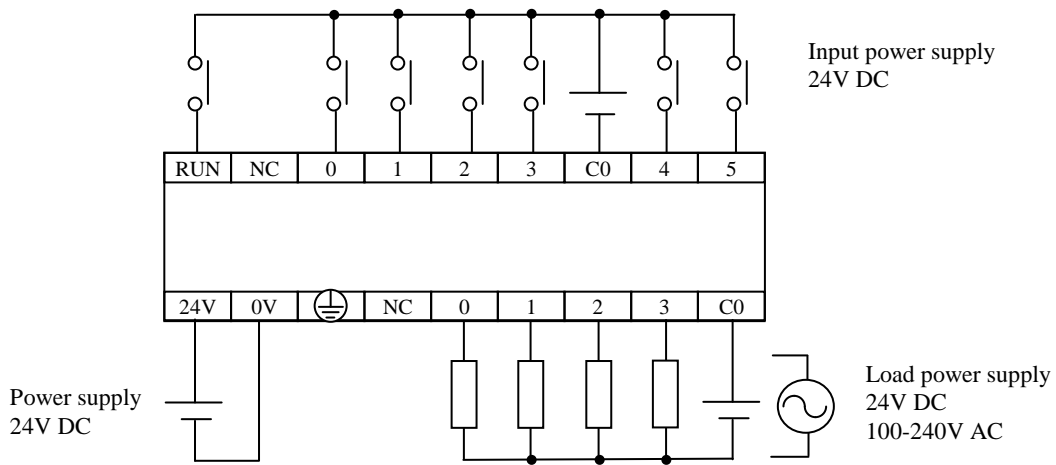 Input power supply
24V DC
RUN NC 0 1 2 3 C0 4 5
24V 0V NC 0 1 2 3 C0
Power supply
24V DC
Load power supply
24V DC
100-240V AC